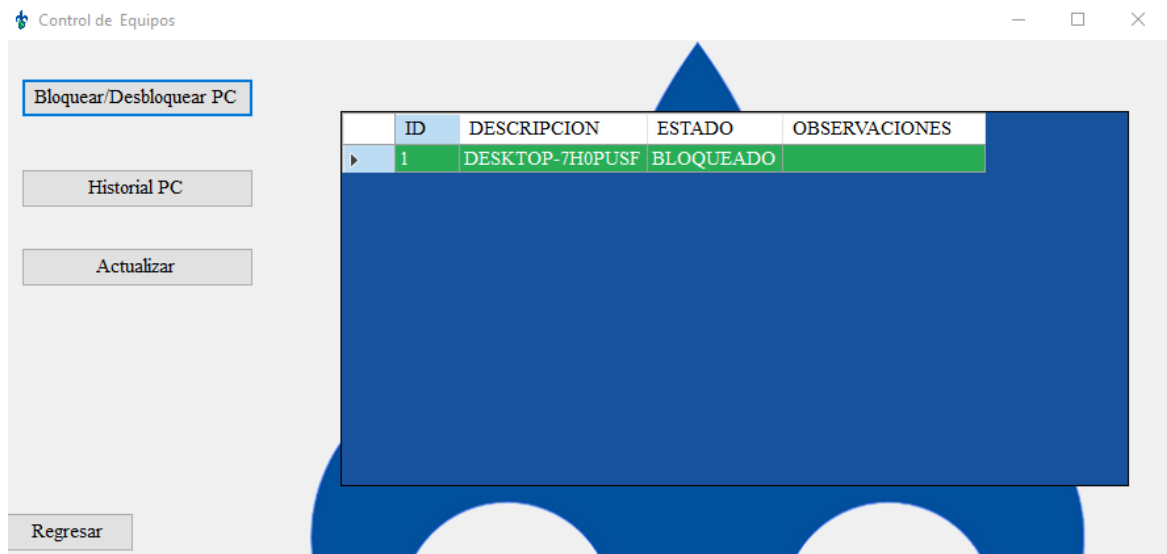 Control de Equipos
Bloquear/Desbloquear PC
Historial PC
Actualizar
Regresar
ID DESCRIPCION ESTADO OBSERVACIONES
1 DESKTOP-7H0PUSF BLOQUEADO